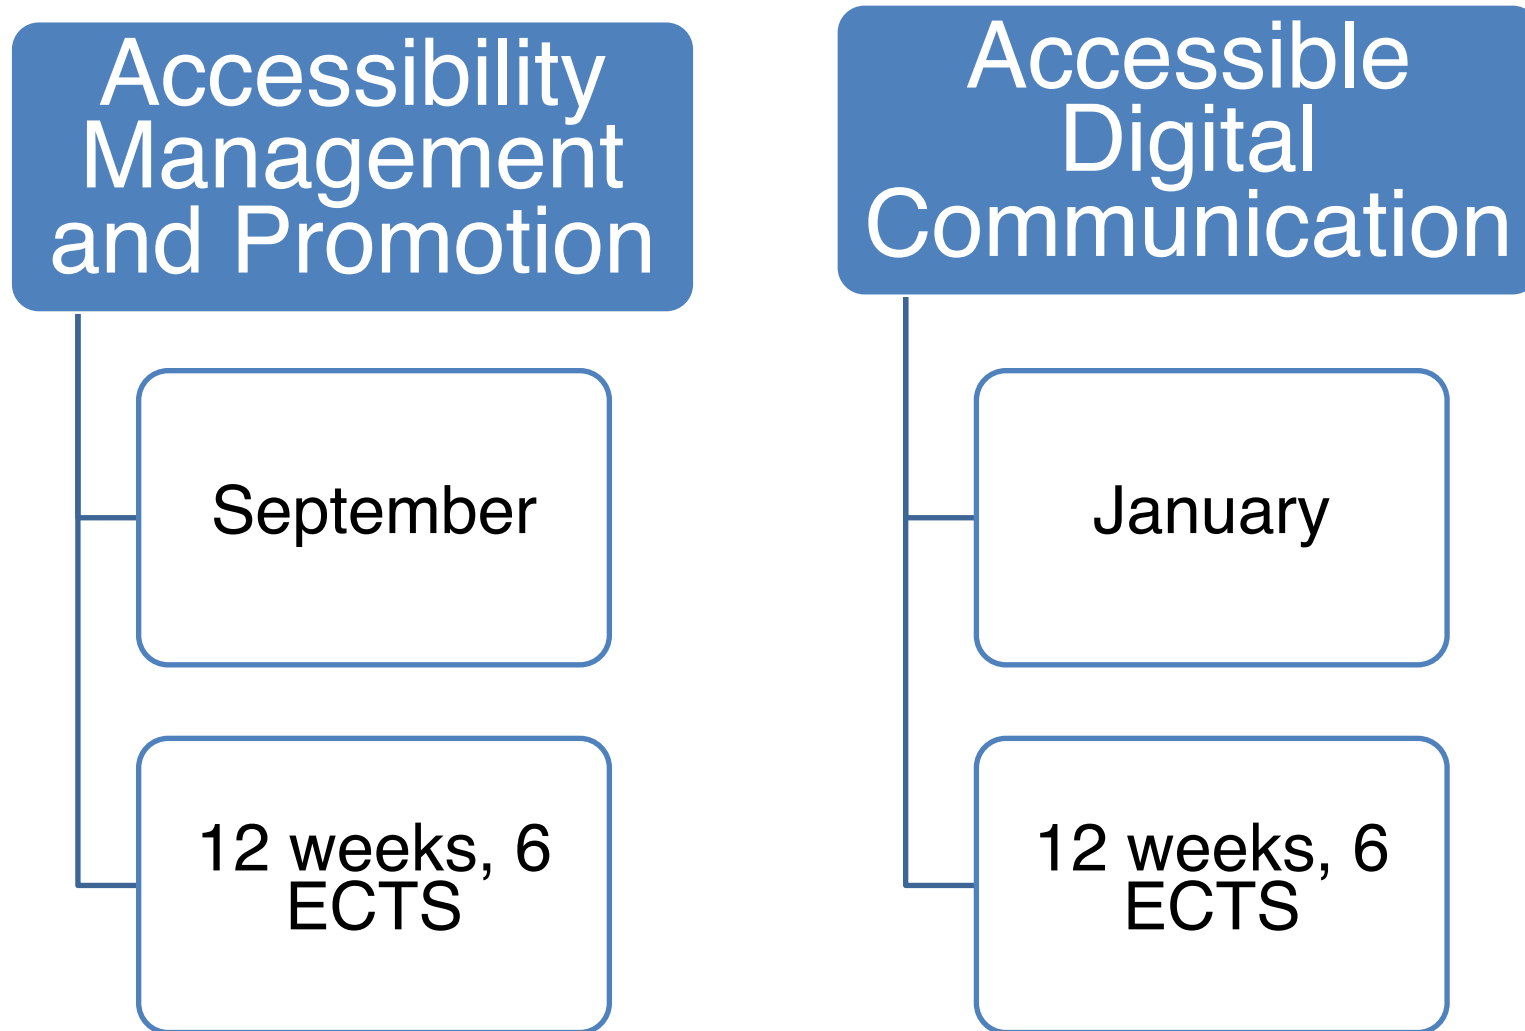 Accessibility
Management
and Promotion
September
12 weeks, 6
ECTS
Accessible
Digital
Communication
January
12 weeks, 6
ECTS